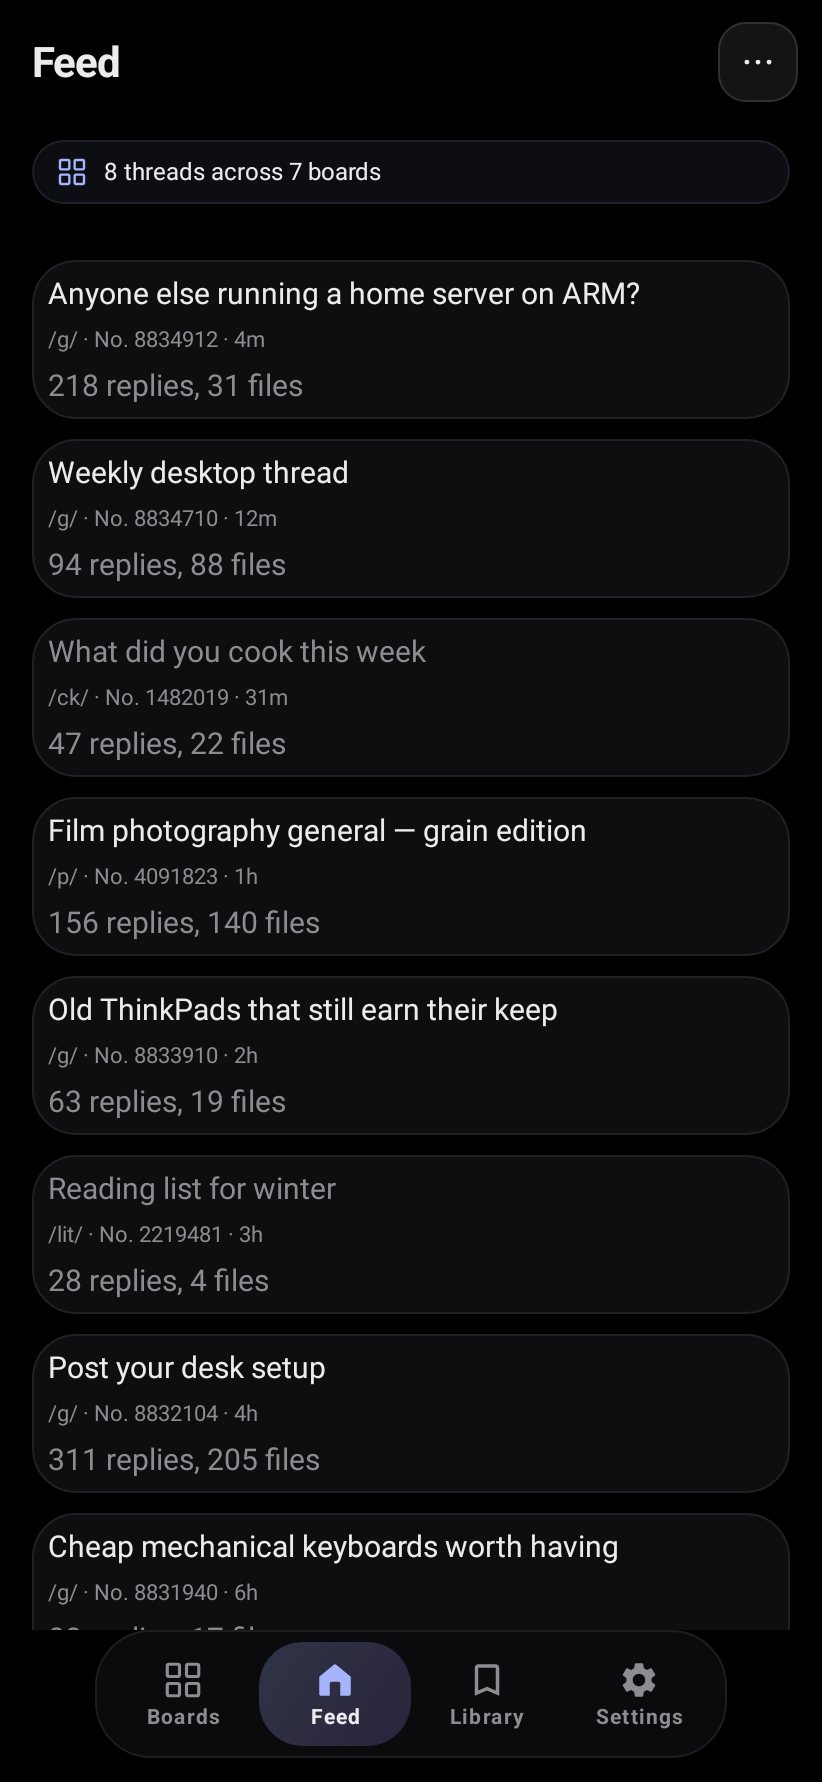 Feed
8 threads across 7 boards
Anyone else running a home server on ARM?
/g/ · No. 8834912 · 4m
218 replies, 31 files
Weekly desktop thread
/g/ · No. 8834710 · 12m
94 replies, 88 files
What did you cook this week
/ck/ · No. 1482019 · 31m
47 replies, 22 files
Film photography general — grain edition
/p/ · No. 4091823 · 1h
156 replies, 140 files
Old ThinkPads that still earn their keep
/g/ · No. 8833910 · 2h
63 replies, 19 files
Reading list for winter
/lit/ · No. 2219481 · 3h
28 replies, 4 files
Post your desk setup
/g/ · No. 8832104 · 4h
311 replies, 205 files
Cheap mechanical keyboards worth having
/g/ · No. 8831940 · 6h
Boards
Feed
Library
Settings